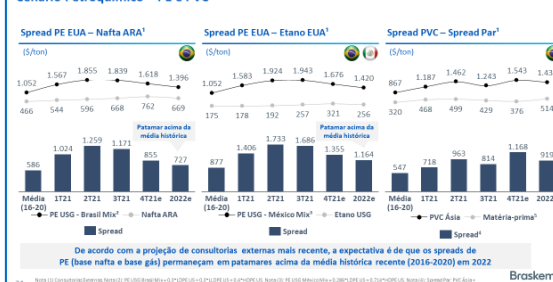 Spread PE EUA – Nafta ARA¹
($/ton)
1.052 1.567 1.855 1.839 1.618 1.396
466 544 596 668 762 669
Patamar acima da
média histórica
586 1.024 1.259 1.171 855 727
Média (16-20) 1T21 2T21 3T21 4T21e 2022e
PE USG - Brasil Mix² Nafta ARA
Spread
Spread PE EUA – Etano EUA¹
($/ton)
1.052 1.583 1.924 1.943 1.676 1.420
175 178 192 257 321 256
Patamar acima da
média histórica
877 1.406 1.733 1.686 1.355 1.164
Média (16-20) 1T21 2T21 3T21 4T21e 2022e
PE USG - México Mix³ Etano USG
Spread
Spread PVC – Spread Par¹
($/ton)
867 1.187 1.462 1.243 1.543
320 468 499 429 376 514
547 718 963 814 1.168 919
Média (16-20) 1T21 2T21 3T21 4T21e 2022e
PVC Ásia Matéria-prima⁵
Spread⁴
De acordo com a projeção de consultorias externas mais recente, a expectativa é de que os spreads de
PE (base nafta e base gás) permaneçam em patamares acima da média histórica recente (2016-2020) em 2022
Braskem